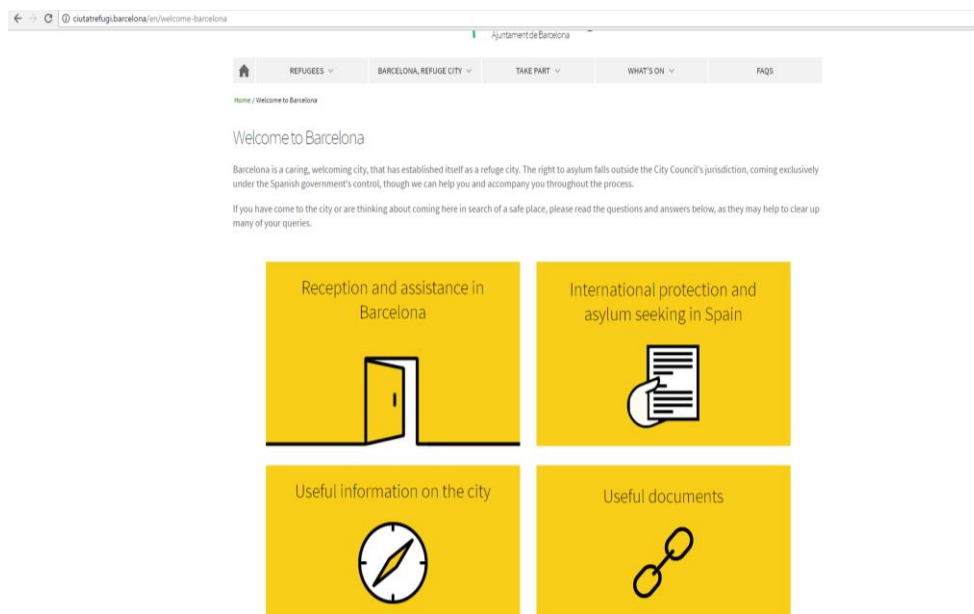 ciutatrefugi.barcelona/en/welcome-barcelona
Ajuntament de Barcelona
REFUGEES
BARCELONA, REFUGE CITY
TAKE PART
WHAT'S ON
FAQS
Home / Welcome to Barcelona
Welcome to Barcelona
Barcelona is a caring, welcoming city, that has established itself as a refuge city. The right to asylum falls outside the City Council's jurisdiction, coming exclusively
under the Spanish government's control, though we can help you and accompany you throughout the process.
If you have come to the city or are thinking about coming here in search of a safe place, please read the questions and answers below, as they may help to clear up
many of your queries.
Reception and assistance in
Barcelona
International protection and
asylum seeking in Spain
Useful information on the city
Useful documents